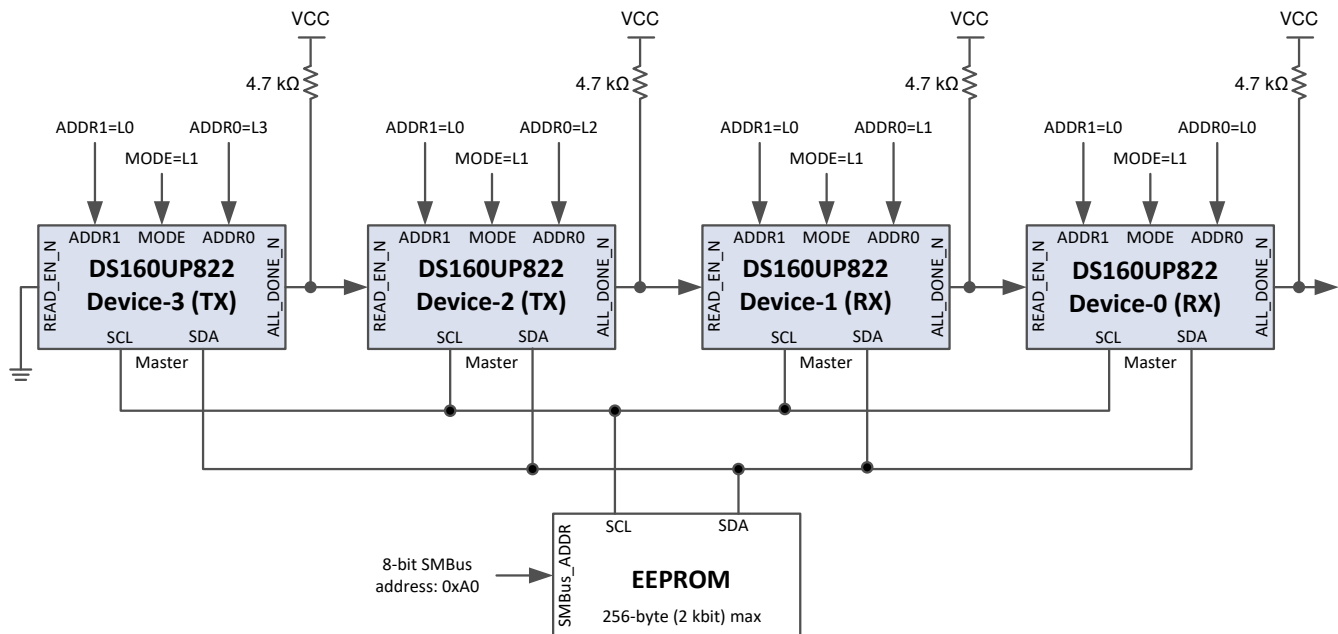 VCC
VCC
VCC
VCC
4.7 kΩ
4.7 kΩ
4.7 kΩ
4.7 kΩ
ADDR1=L0
ADDR0=L3
MODE=L1
ADDR1=L0
ADDR0=L2
MODE=L1
ADDR1=L0
ADDR0=L1
MODE=L1
ADDR1=L0
ADDR0=L0
MODE=L1
READ_EN_N
ADDR1 MODE ADDR0
DS160UP822
Device-3 (TX)
SCL SDA
ALL_DONE_N
Master
READ_EN_N
ADDR1 MODE ADDR0
DS160UP822
Device-2 (TX)
SCL SDA
ALL_DONE_N
Master
READ_EN_N
ADDR1 MODE ADDR0
DS160UP822
Device-1 (RX)
SCL SDA
ALL_DONE_N
Master
READ_EN_N
ADDR1 MODE ADDR0
DS160UP822
Device-0 (RX)
SCL SDA
ALL_DONE_N
Master
8-bit SMBus
address: 0xA0
SMBus_ADDR
SCL SDA
EEPROM
256-byte (2 kbit) max